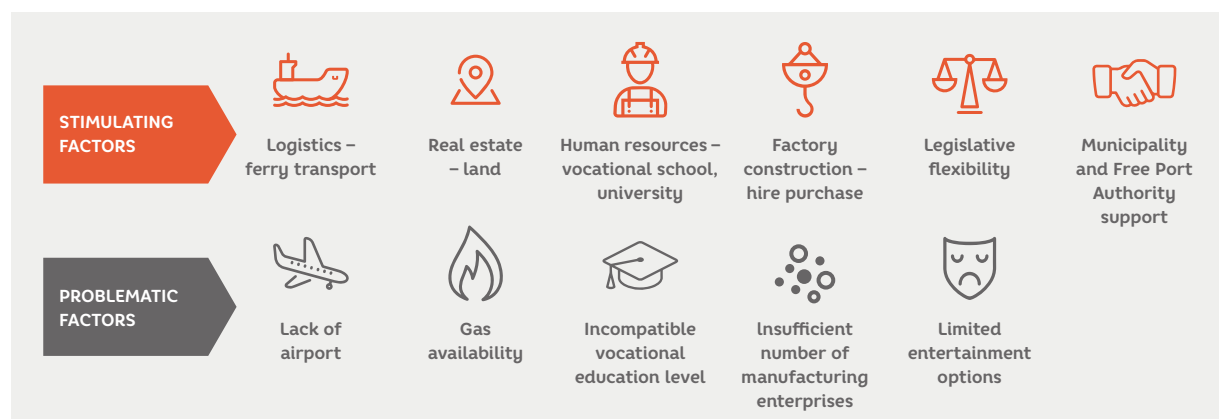 STIMULATING
FACTORS
Logistics –
ferry transport
Real estate
– land
Human resources –
vocational school,
university
Factory
construction –
hire purchase
Legislative
flexibility
Municipality
and Free Port
Authority
support
PROBLEMATIC
FACTORS
Lack of
airport
Gas
availability
Incompatible
vocational
education level
Insufficient
number of
manufacturing
enterprises
Limited
entertainment
options